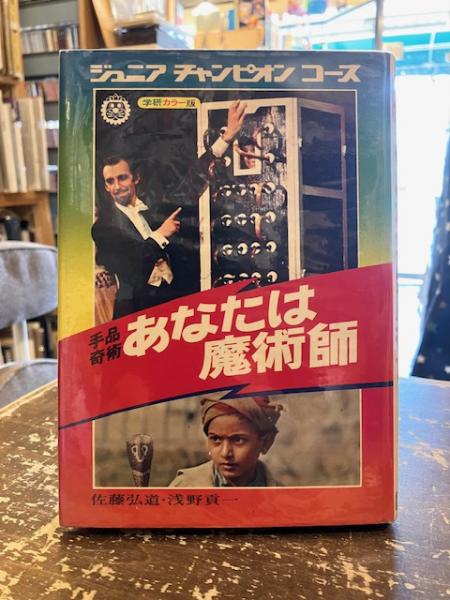 ジュニア チャンピオン コース
学研カラー版
手品
奇術
あなたは
魔術師
佐藤弘道・浅野貢一